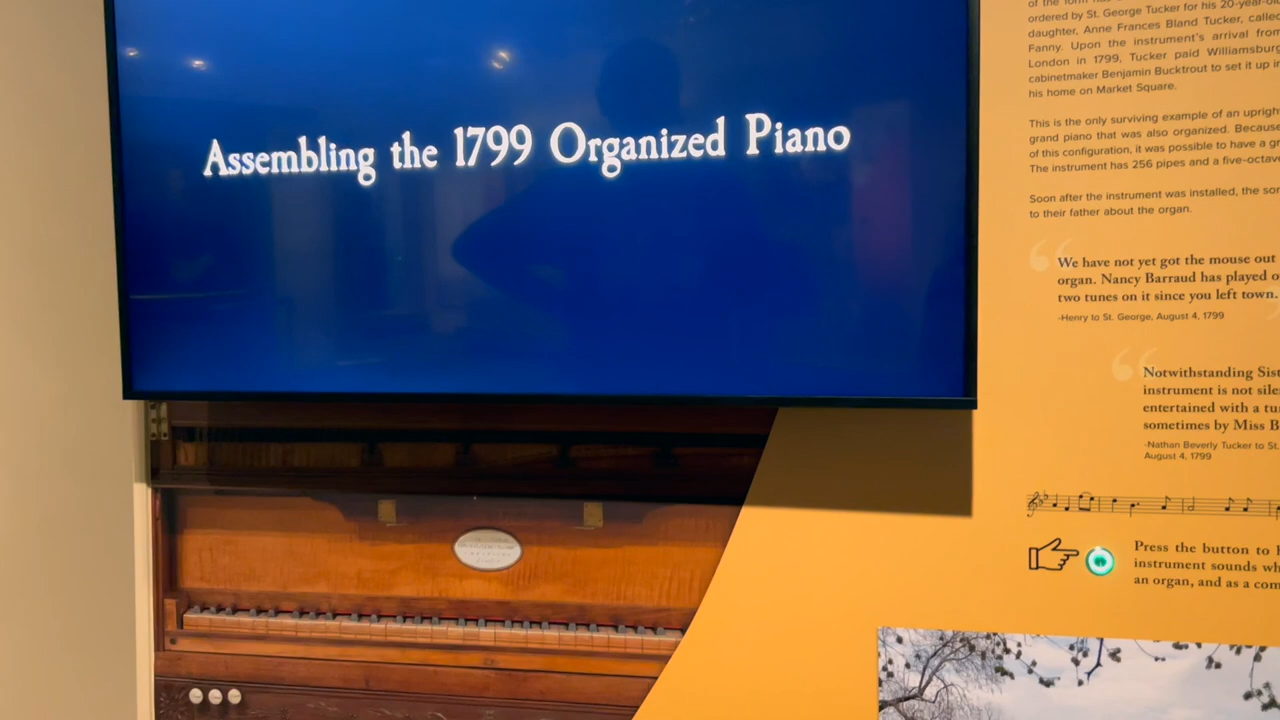 Assembling the 1799 Organized Piano
ordered by St. George Tucker for his 20-year-old
daughter, Anne Frances Bland Tucker, called
Fanny. Upon the instrument's arrival from
London in 1799, Tucker paid Williamsburg
cabinetmaker Benjamin Bucktrout to set it up in
his home on Market Square.
This is the only surviving example of an upright
grand piano that was also organized. Because
of this configuration, it was possible to have a gr
The instrument has 256 pipes and a five-octave
Soon after the instrument was installed, the
to their father about the organ.
We have not yet got the mouse out
organ. Nancy Barraud has played o
two tunes on it since you left town.
-Henry to St. George, August 4, 1799
Notwithstanding Sist
instrument is not sile
entertained with a tu
sometimes by Miss B
-Nathan Beverly Tucker to St.
August 4, 1799
Press the button to
instrument sounds wh
an organ, and as a com